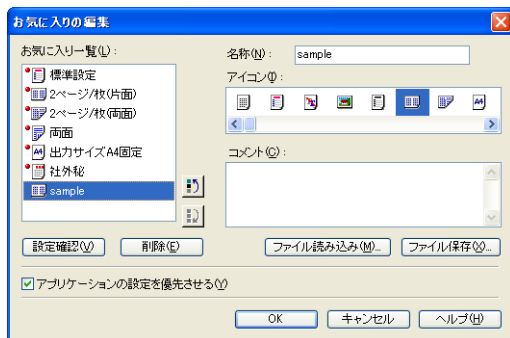 お気に入りの編集
お気に入り一覧(L):
標準設定
2ページ/枚(片面)
2ページ/枚(両面)
両面
出力サイズA4固定
社外秘
sample
名称(N): sample
アイコン(I):
A4
コメント(C):
設定確認(V) 削除(E) ファイル読み込み(M)... ファイル保存(X)...
アプリケーションの設定を優先させる(Y)
OK キャンセル ヘルプ(H)